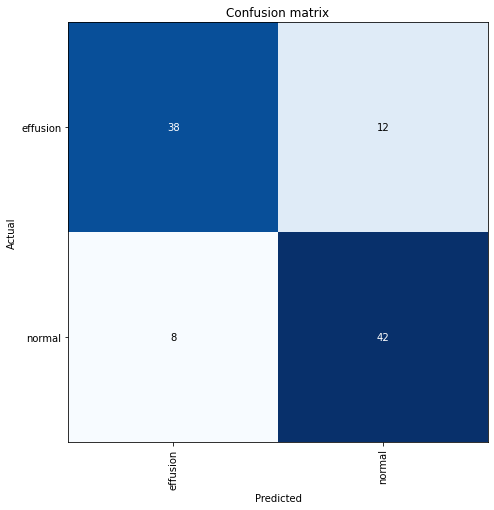 Confusion matrix
effusion
38
12
Actual
normal
8
42
effusion
normal
Predicted